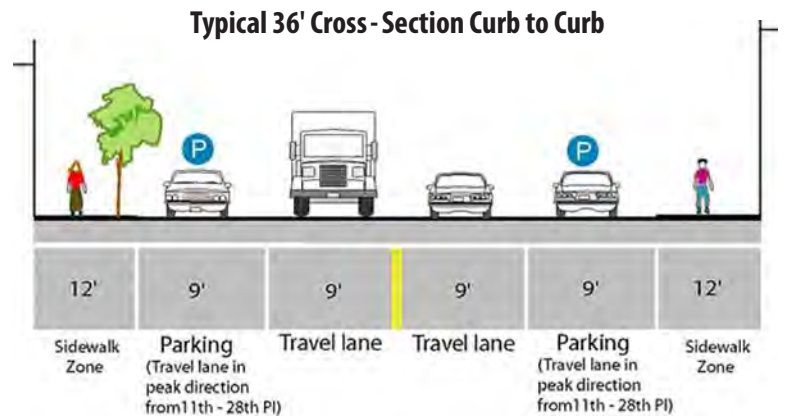 Typical 36' Cross-Section Curb to Curb
P
P
12'
9'
9'
9'
9'
12'
Sidewalk
Zone
Parking
(Travel lane in
peak direction
from11th - 28th Pl)
Travel lane
Travel lane
Parking
(Travel lane in
peak direction
from11th - 28th Pl)
Sidewalk
Zone